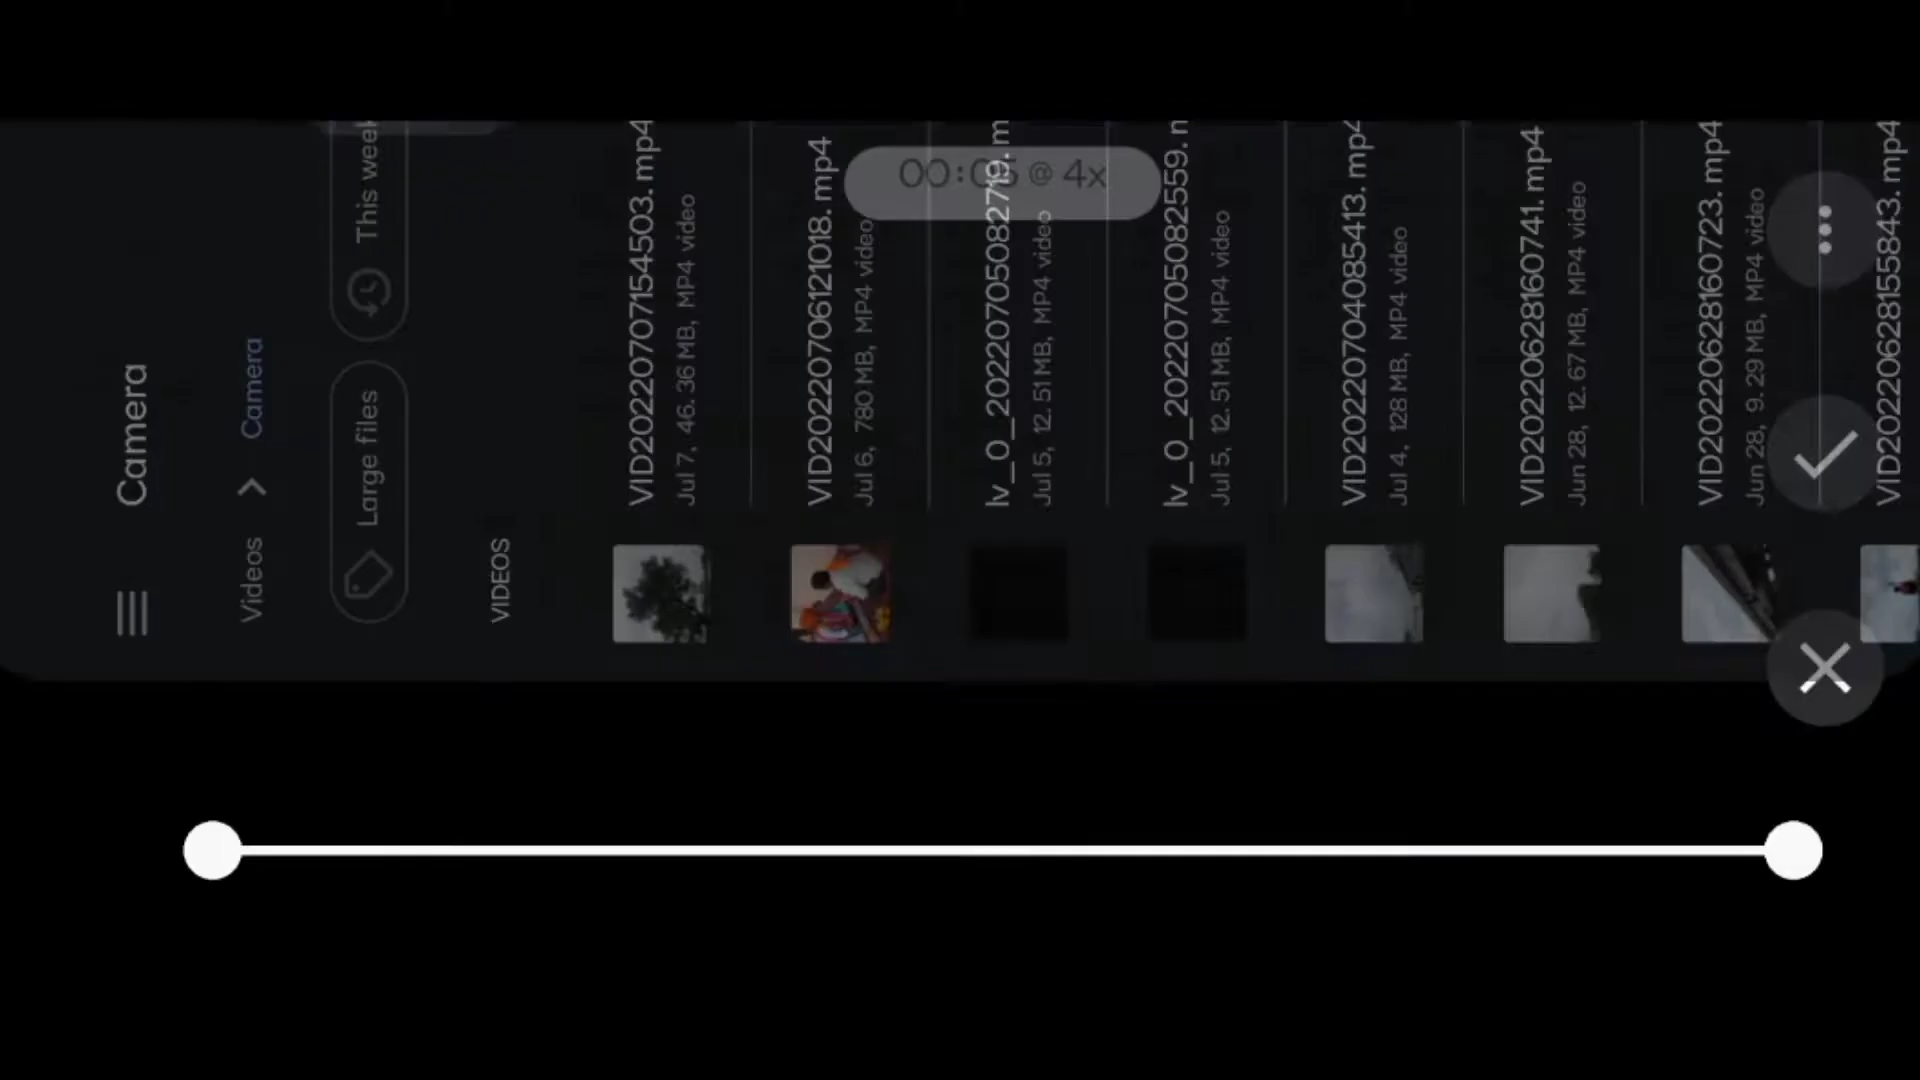 Camera
Videos > Camera
Large files
This week
VIDEOS
VID20220707154503.mp4
Jul 7, 46.36 MB, MP4 video
VID20220706121018.mp4
Jul 6, 780 MB, MP4 video
lv_0_20220705082719.m
Jul 5, 12.51 MB, MP4 video
lv_0_20220705082559.m
Jul 5, 12.51 MB, MP4 video
VID20220704085413.mp4
Jul 4, 128 MB, MP4 video
VID20220628160741.mp4
Jun 28, 12.67 MB, MP4 video
VID20220628160723.mp4
Jun 28, 9.29 MB, MP4 video
VID20220628155843.mp4
00:05 @ 4x